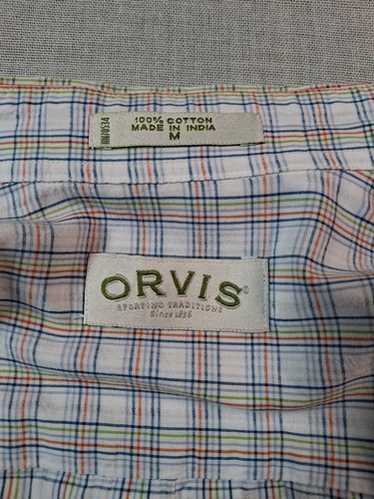 100% COTTON
MADE IN INDIA
M
ORVIS®
SPORTING TRADITIONS
Since 1856